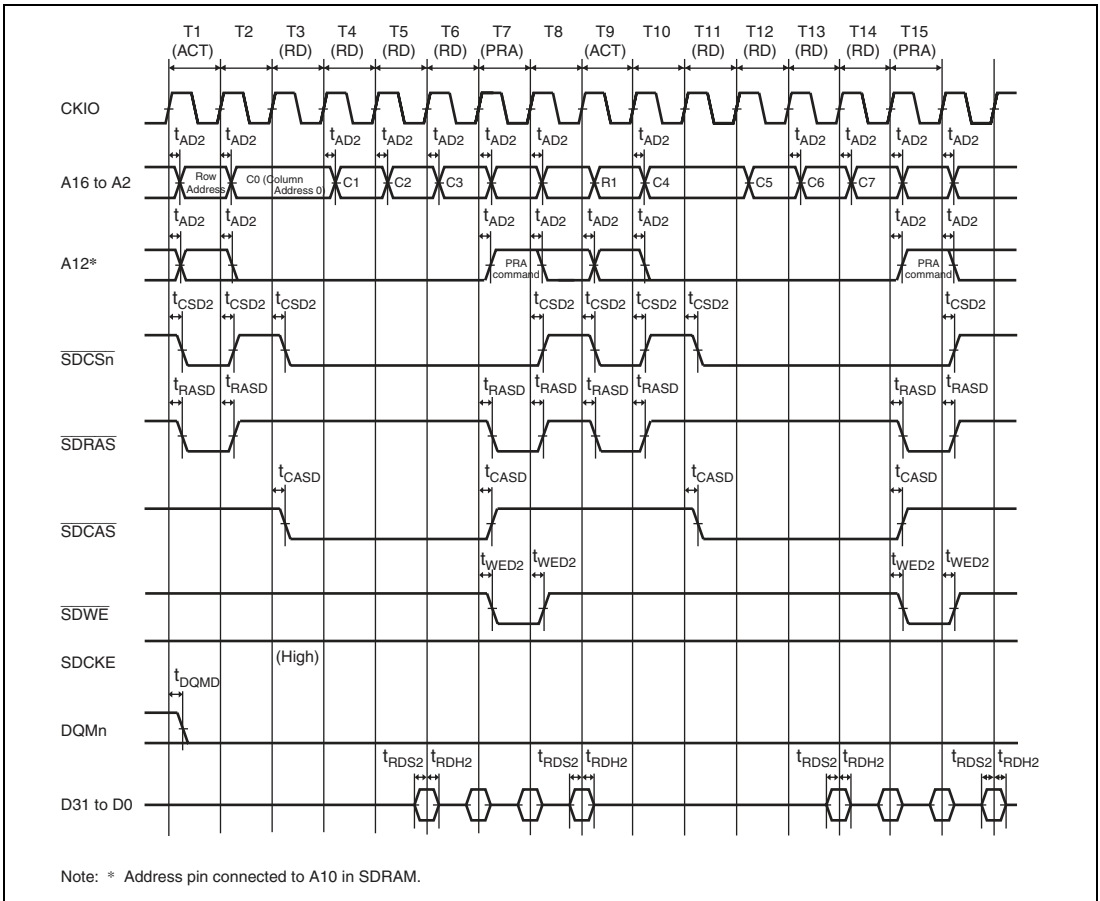 T1 T2 T3 T4 T5 T6 T7 T8 T9 T10 T11 T12 T13 T14 T15
(ACT) (RD) (RD) (RD) (RD) (PRA) (ACT) (RD) (RD) (RD) (RD) (PRA)
CKIO
tAD2 tAD2 tAD2 tAD2 tAD2 tAD2 tAD2 tAD2 tAD2 tAD2 tAD2 tAD2
A16 to A2 Row Address C0 (Column Address 0) C1 C2 C3 R1 C4 C5 C6 C7
tAD2 tAD2 tAD2 tAD2 tAD2 tAD2 tAD2 tAD2
A12* PRA command PRA command
tCSD2 tCSD2 tCSD2 tCSD2 tCSD2 tCSD2 tCSD2 tCSD2
SDCSn
tRASD tRASD tRASD tRASD tRASD tRASD tRASD tRASD
SDRAS
tCASD tCASD tCASD tCASD
SDCAS
tWED2 tWED2 tWED2 tWED2
SDWE
SDCKE (High)
tDQMD
DQMn
tRDS2 tRDH2 tRDS2 tRDH2 tRDS2 tRDH2 tRDS2 tRDH2
D31 to D0
Note: * Address pin connected to A10 in SDRAM.